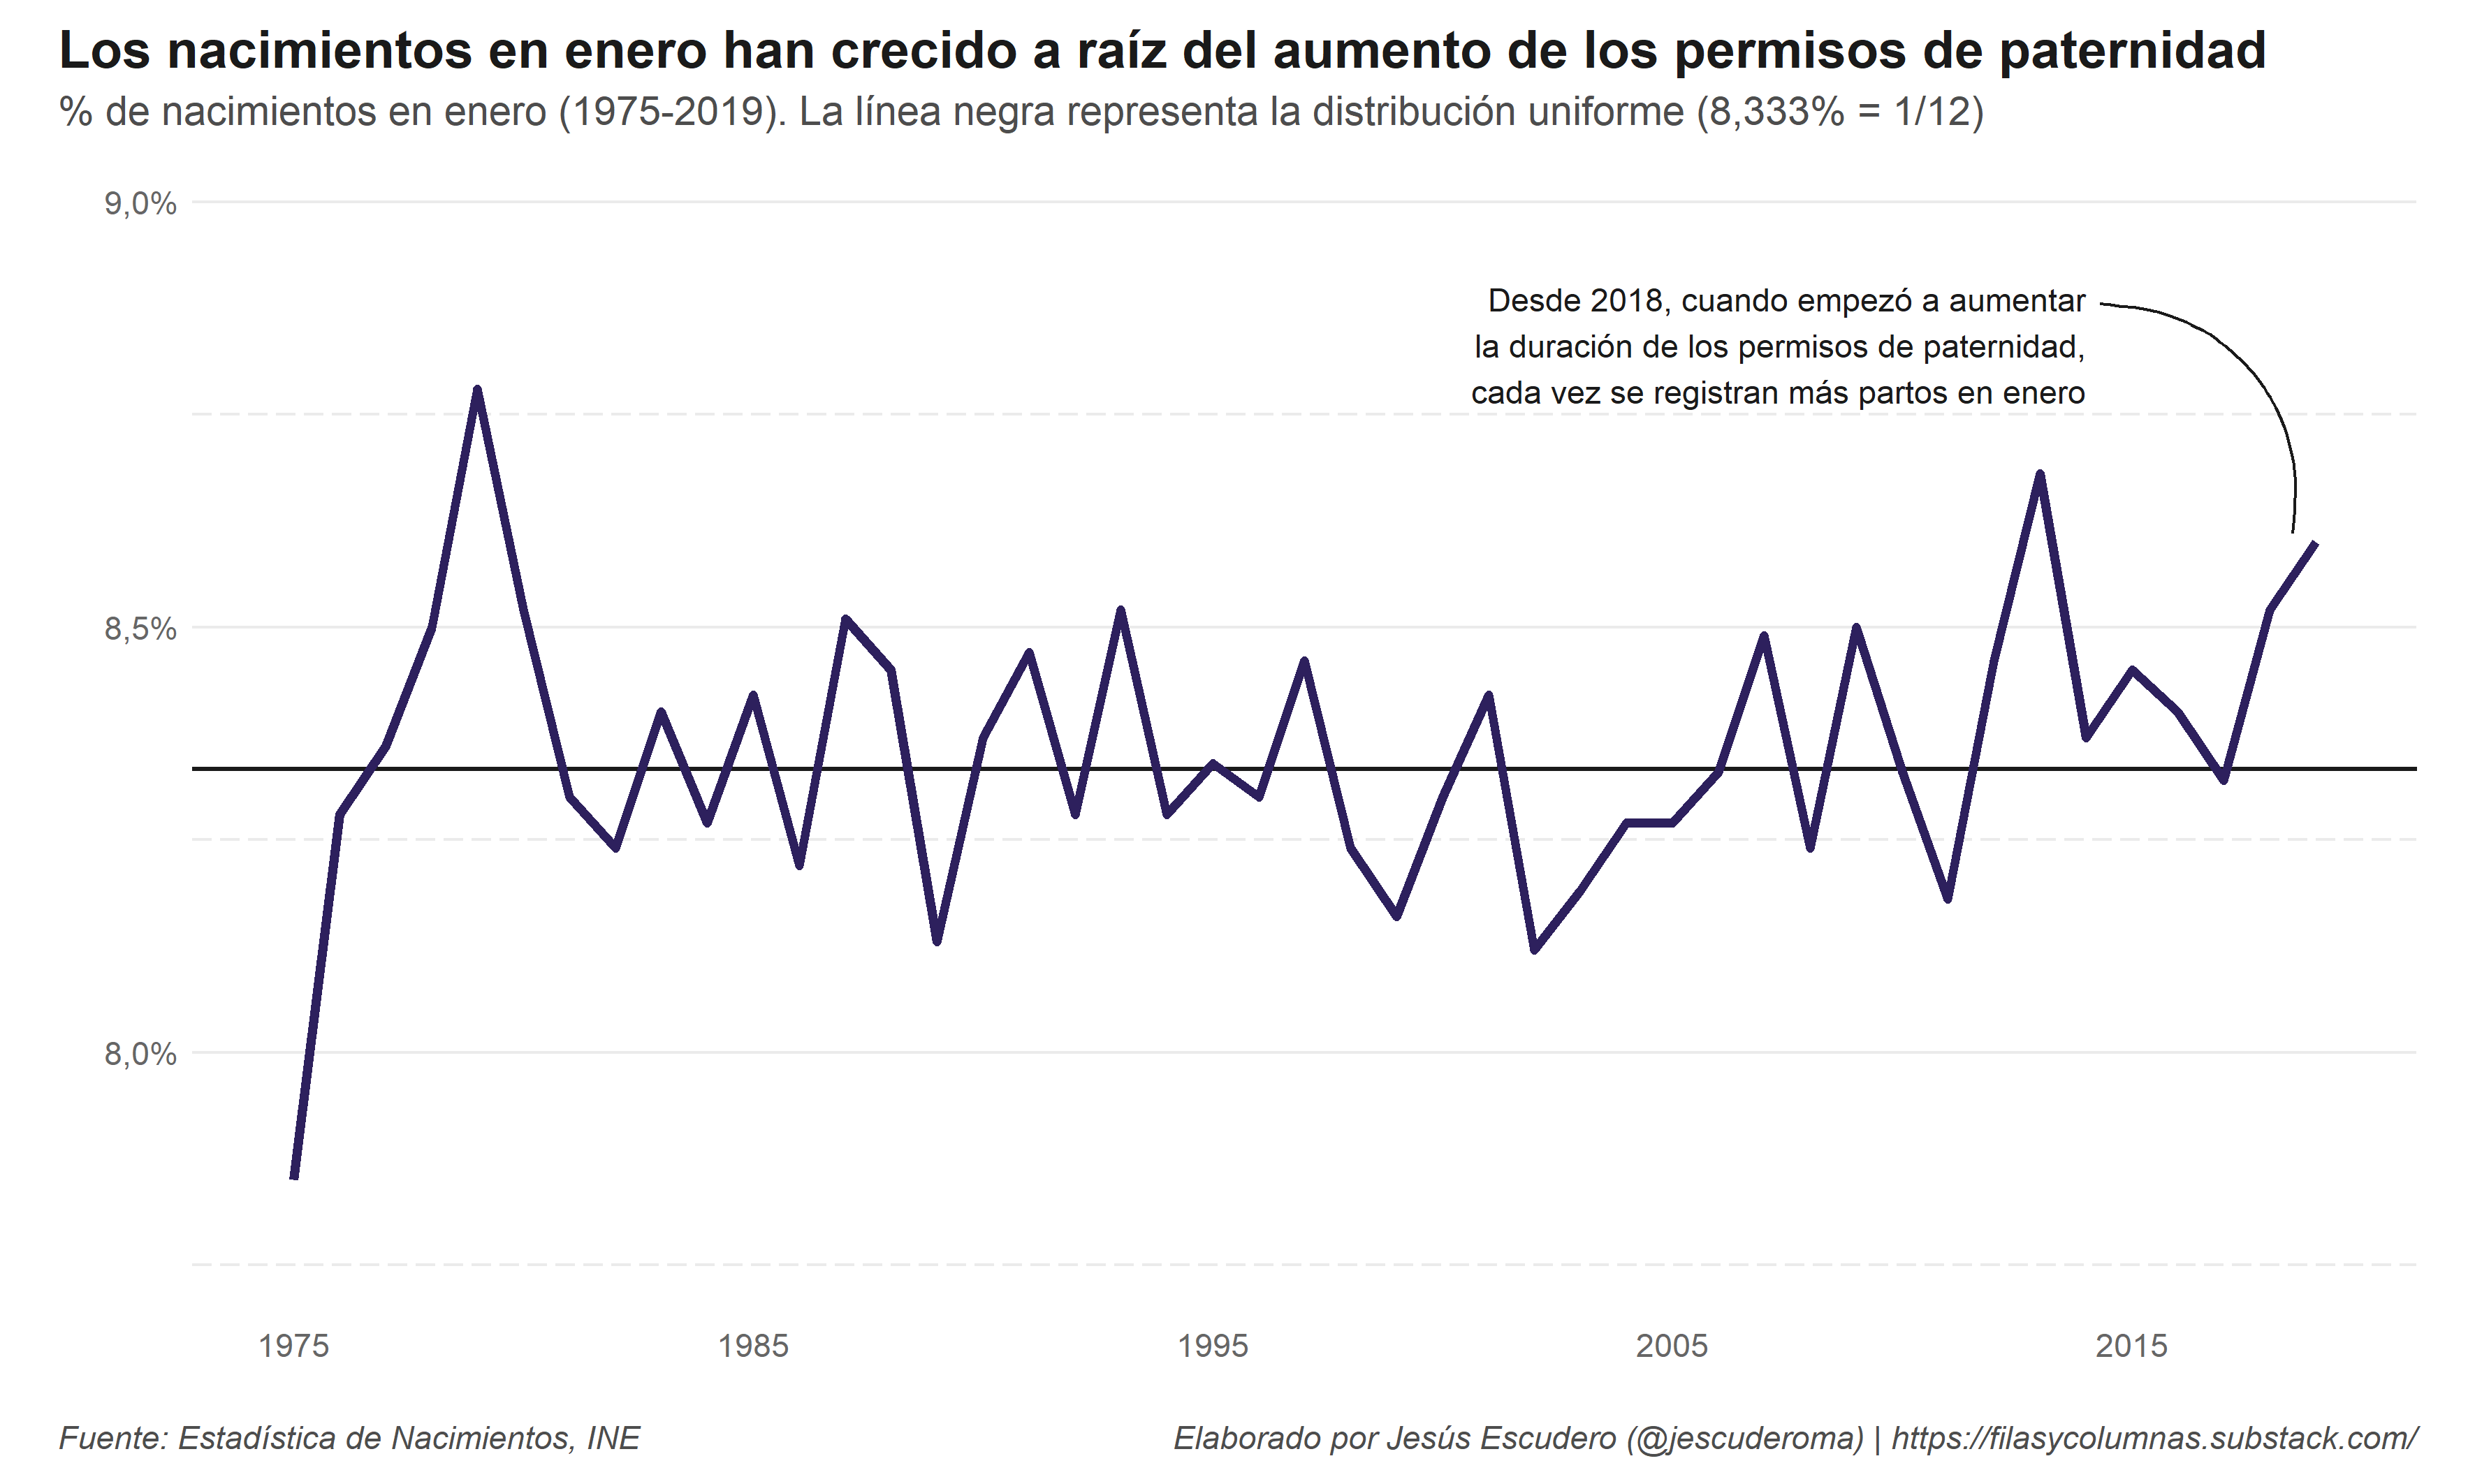 Los nacimientos en enero han crecido a raíz del aumento de los permisos de paternidad
% de nacimientos en enero (1975-2019). La línea negra representa la distribución uniforme (8,333% = 1/12)
9,0%
Desde 2018, cuando empezó a aumentar
la duración de los permisos de paternidad,
cada vez se registran más partos en enero
8,5%
8,0%
1975 1985 1995 2005 2015
Fuente: Estadística de Nacimientos, INE
Elaborado por Jesús Escudero (@jescuderoma) | https://filasycolumnas.substack.com/